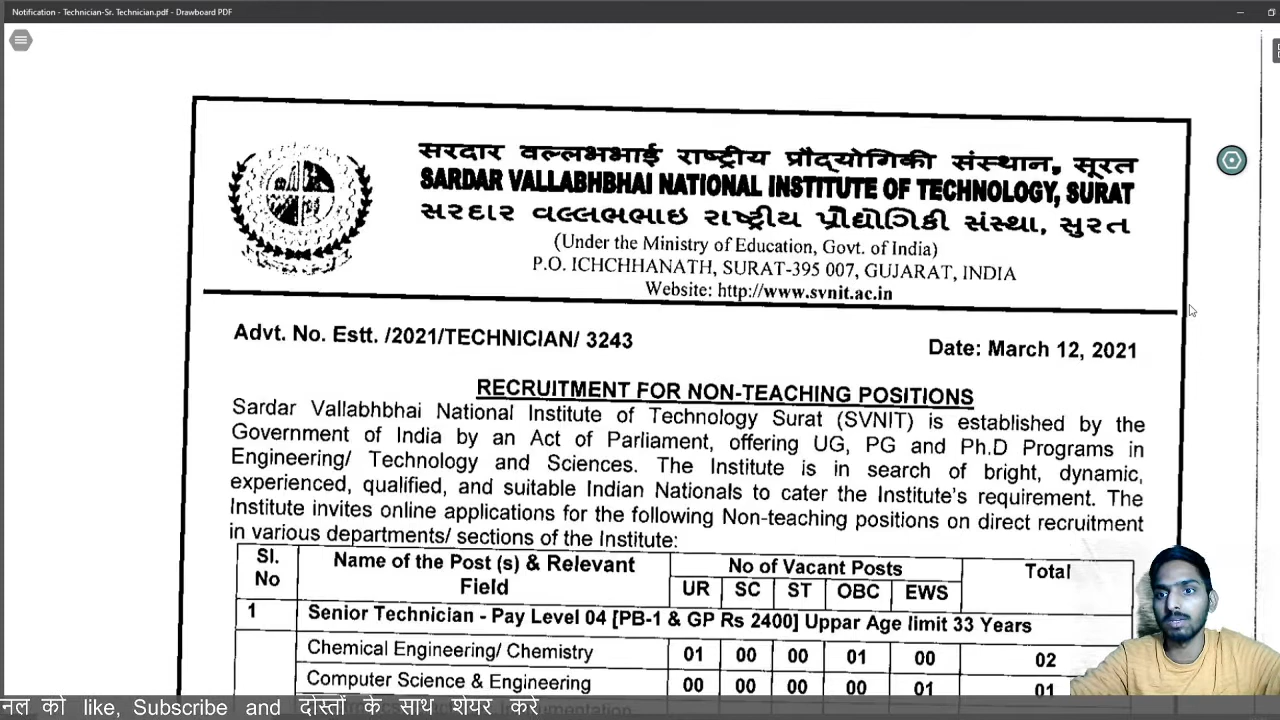 Notification - Technician-Sr. Technician.pdf - Drawboard PDF
सरदार वल्लभभाई राष्ट्रीय प्रौद्योगिकी संस्थान, सूरत
SARDAR VALLABHBHAI NATIONAL INSTITUTE OF TECHNOLOGY, SURAT
સરદાર વલ્લભભાઇ રાષ્ટ્રીય પ્રૌદ્યોગિકી સંસ્થા, સુરત
(Under the Ministry of Education, Govt. of India)
P.O. ICHCHHANATH, SURAT-395 007, GUJARAT, INDIA
Website: http://www.svnit.ac.in
Advt. No. Estt. /2021/TECHNICIAN/ 3243
Date: March 12, 2021
RECRUITMENT FOR NON-TEACHING POSITIONS
Sardar Vallabhbhai National Institute of Technology Surat (SVNIT) is established by the
Government of India by an Act of Parliament, offering UG, PG and Ph.D Programs in
Engineering/ Technology and Sciences. The Institute is in search of bright, dynamic,
experienced, qualified, and suitable Indian Nationals to cater the Institute's requirement. The
Institute invites online applications for the following Non-teaching positions on direct recruitment
in various departments/ sections of the Institute:
Sl. No Name of the Post (s) & Relevant Field No of Vacant Posts Total
UR SC ST OBC EWS
1 Senior Technician - Pay Level 04 [PB-1 & GP Rs 2400] Uppar Age limit 33 Years
Chemical Engineering/ Chemistry 01 00 00 01 00 02
Computer Science & Engineering 00 00 00 00 01 01
नल को like, Subscribe and दोस्तों के साथ शेयर करे